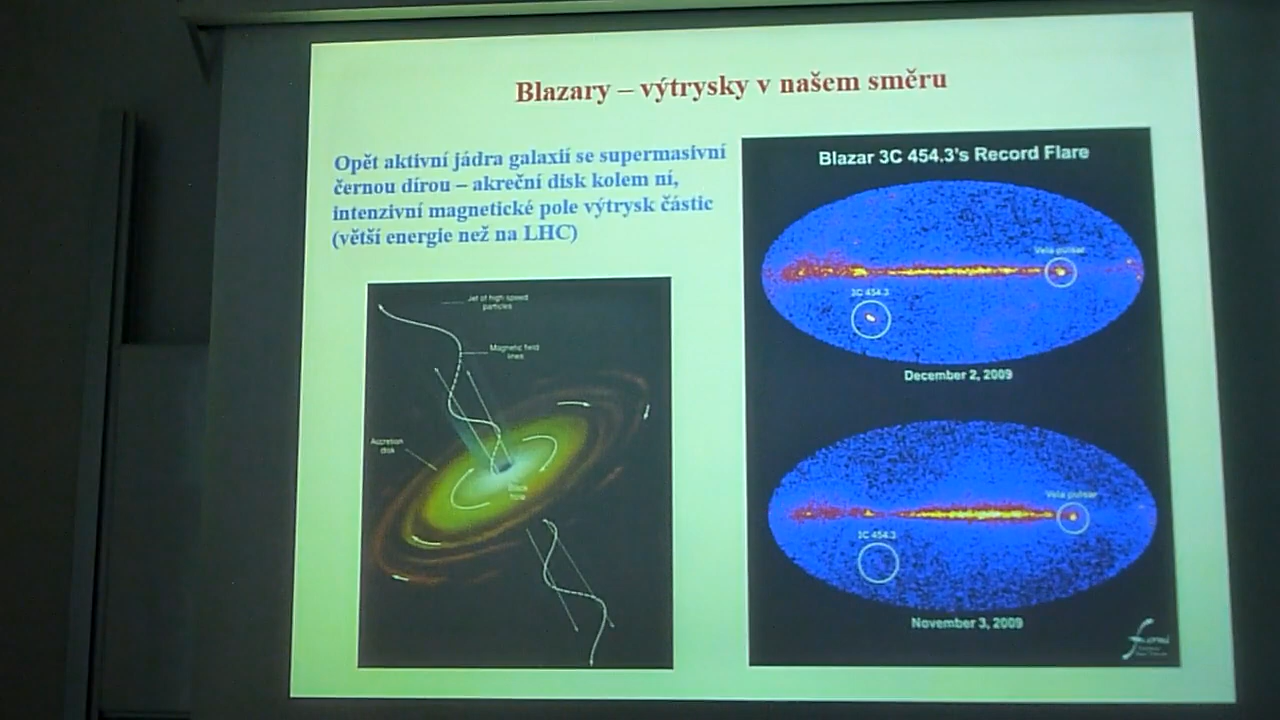 Blazary – výtrysky v našem směru
Opět aktivní jádra galaxií se supermasivní
černou dírou – akreční disk kolem ní,
intenzivní magnetické pole výtrysk částic
(větší energie než na LHC)
Jet of high speed
particles
Magnetic field
lines
Accretion
disk
Black
hole
Blazar 3C 454.3's Record Flare
Vela pulsar
3C 454.3
December 2, 2009
Vela pulsar
3C 454.3
November 3, 2009